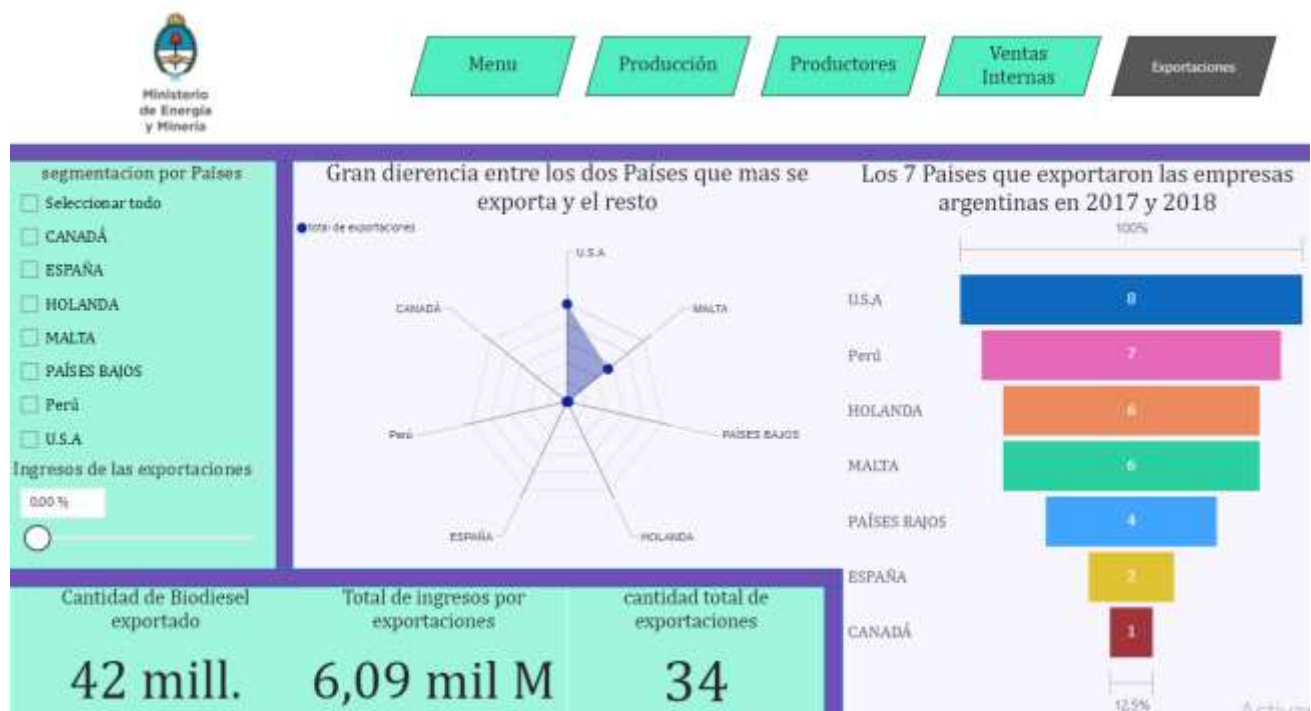 Ministerio
de Energía
y Minería
Menu
Producción
Productores
Ventas
Internas
Exportaciones
segmentacion por Países
Seleccionar todo
CANADÁ
ESPAÑA
HOLANDA
MALTA
PAÍSES BAJOS
Perú
U.S.A
Ingresos de las exportaciones
0,00 %
Gran dierencia entre los dos Países que mas se
exporta y el resto
total de exportaciones
U.S.A
CANADÁ
MALTA
Perú
PAÍSES BAJOS
ESPAÑA
HOLANDA
Los 7 Paises que exportaron las empresas
argentinas en 2017 y 2018
100%
U.S.A 8
Perú 7
HOLANDA 6
MALTA 6
PAÍSES BAJOS 4
ESPAÑA 2
CANADÁ 1
12,5%
Cantidad de Biodiesel
exportado
42 mill.
Total de ingresos por
exportaciones
6,09 mil M
cantidad total de
exportaciones
34